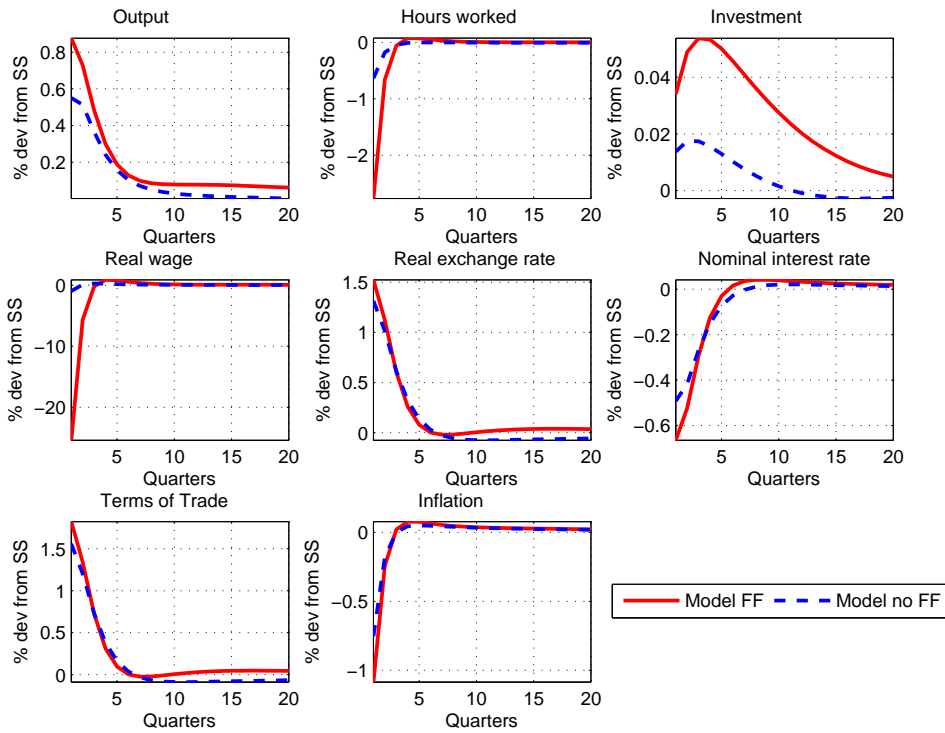 Output
% dev from SS
0.8
0.6
0.4
0.2
5 10 15 20
Quarters
Hours worked
% dev from SS
0
−1
−2
5 10 15 20
Quarters
Investment
% dev from SS
0.04
0.02
0
5 10 15 20
Quarters
Real wage
% dev from SS
0
−10
−20
5 10 15 20
Quarters
Real exchange rate
% dev from SS
1.5
1
0.5
0
5 10 15 20
Quarters
Nominal interest rate
% dev from SS
0
−0.2
−0.4
−0.6
5 10 15 20
Quarters
Terms of Trade
% dev from SS
1.5
1
0.5
0
5 10 15 20
Quarters
Inflation
% dev from SS
0
−0.5
−1
5 10 15 20
Quarters
Model FF Model no FF